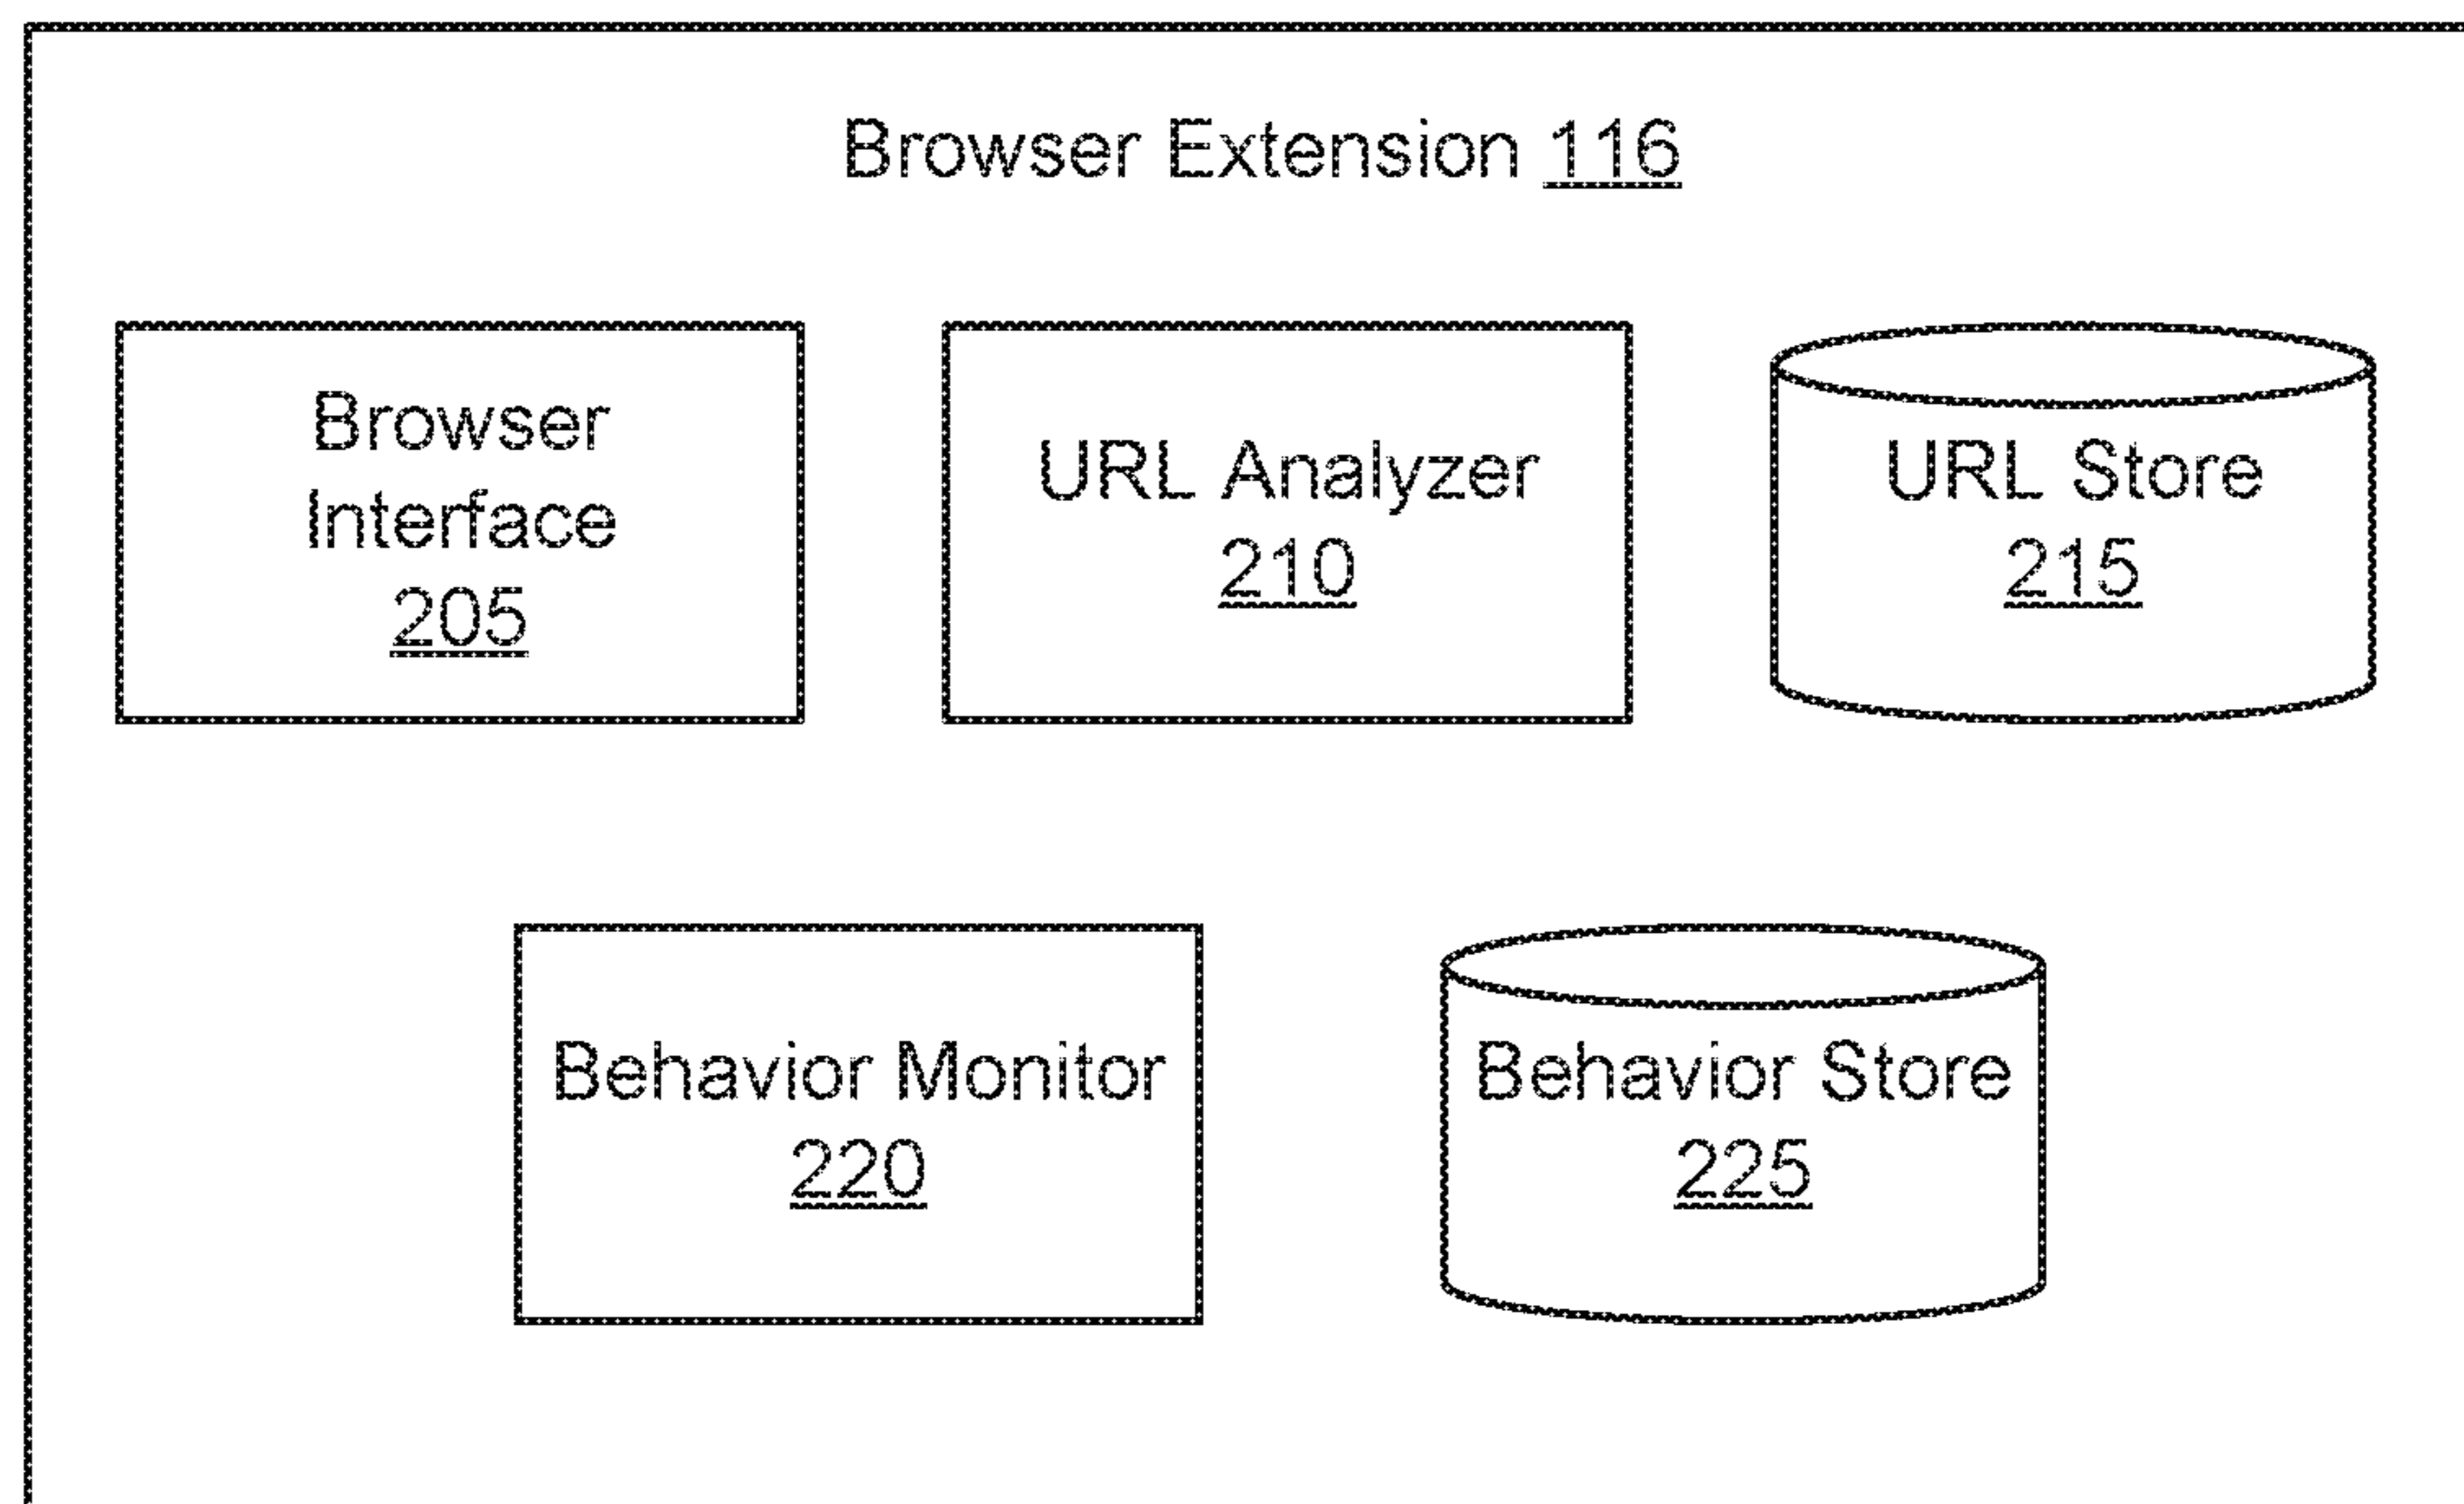 Browser Extension 116
Browser
Interface
205
URL Analyzer
210
URL Store
215
Behavior Monitor
220
Behavior Store
225